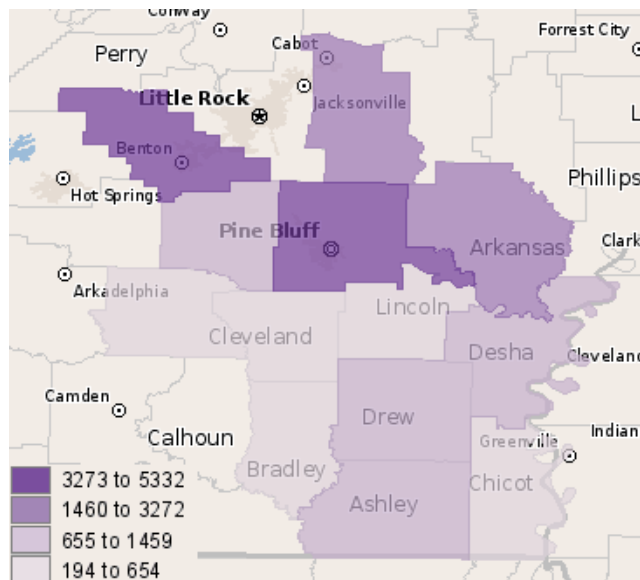 Conway
Forrest City
Cabot
Perry
Little Rock
Jacksonville
L
Benton
Phillips
Hot Springs
Pine Bluff
Clark
Arkansas
Arkadelphia
Lincoln
Cleveland
Desha
Cleveland
Camden
Drew
Indian
Calhoun
Greenville
Bradley
Chicot
3273 to 5332
1460 to 3272
Ashley
655 to 1459
194 to 654